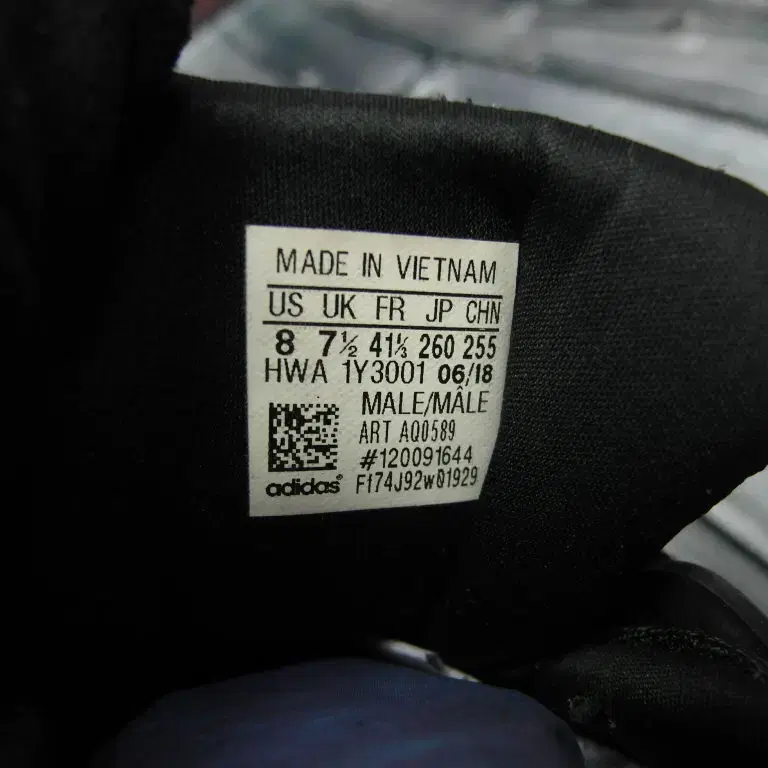 MADE IN VIETNAM
US UK FR JP CHN
8 7½ 41⅓ 260 255
HWA 1Y3001 06/18
MALE/MÂLE
ART AQ0589
#120091644
adidas® Ft74J92w01929